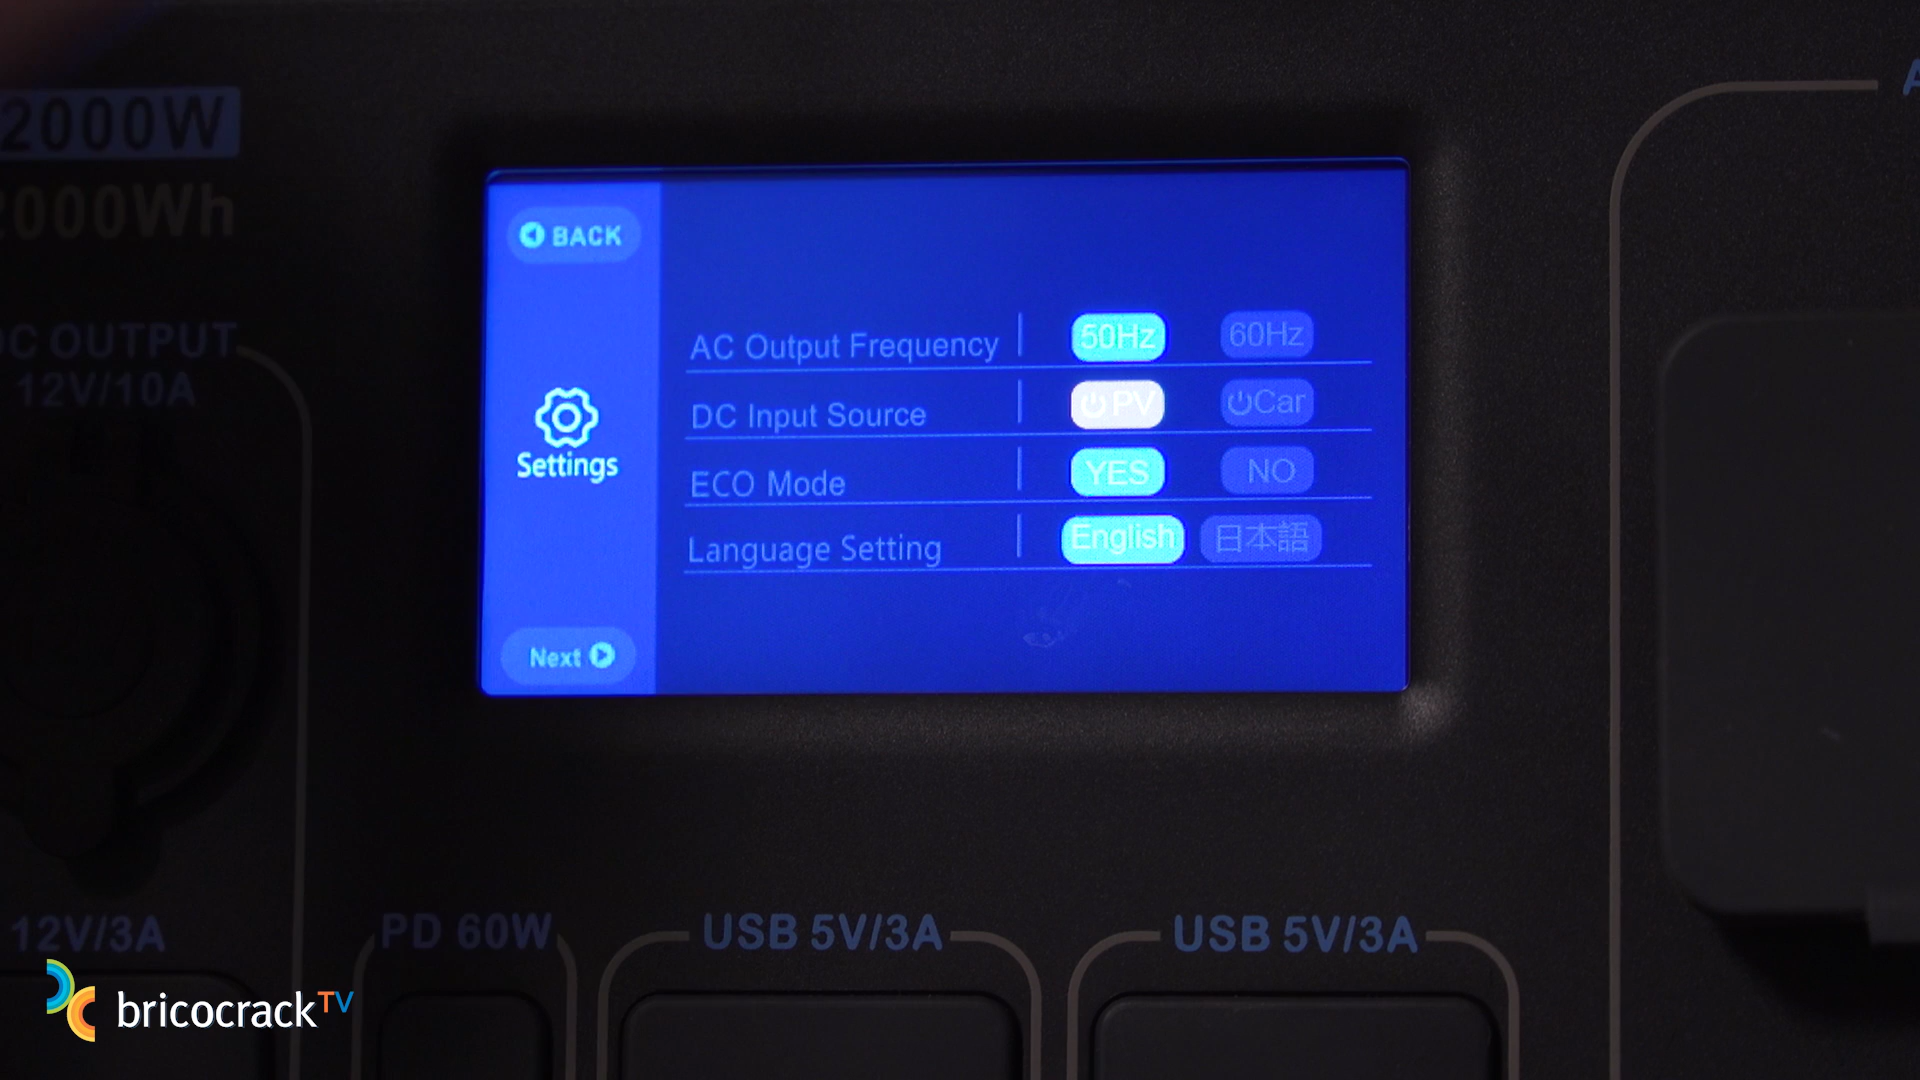 2000W
2000Wh
DC OUTPUT
12V/10A
12V/3A
BACK
Settings
Next
AC Output Frequency 50Hz 60Hz
DC Input Source PV Car
ECO Mode YES NO
Language Setting English 日本語
PD 60W
USB 5V/3A
USB 5V/3A
bricocrackTV